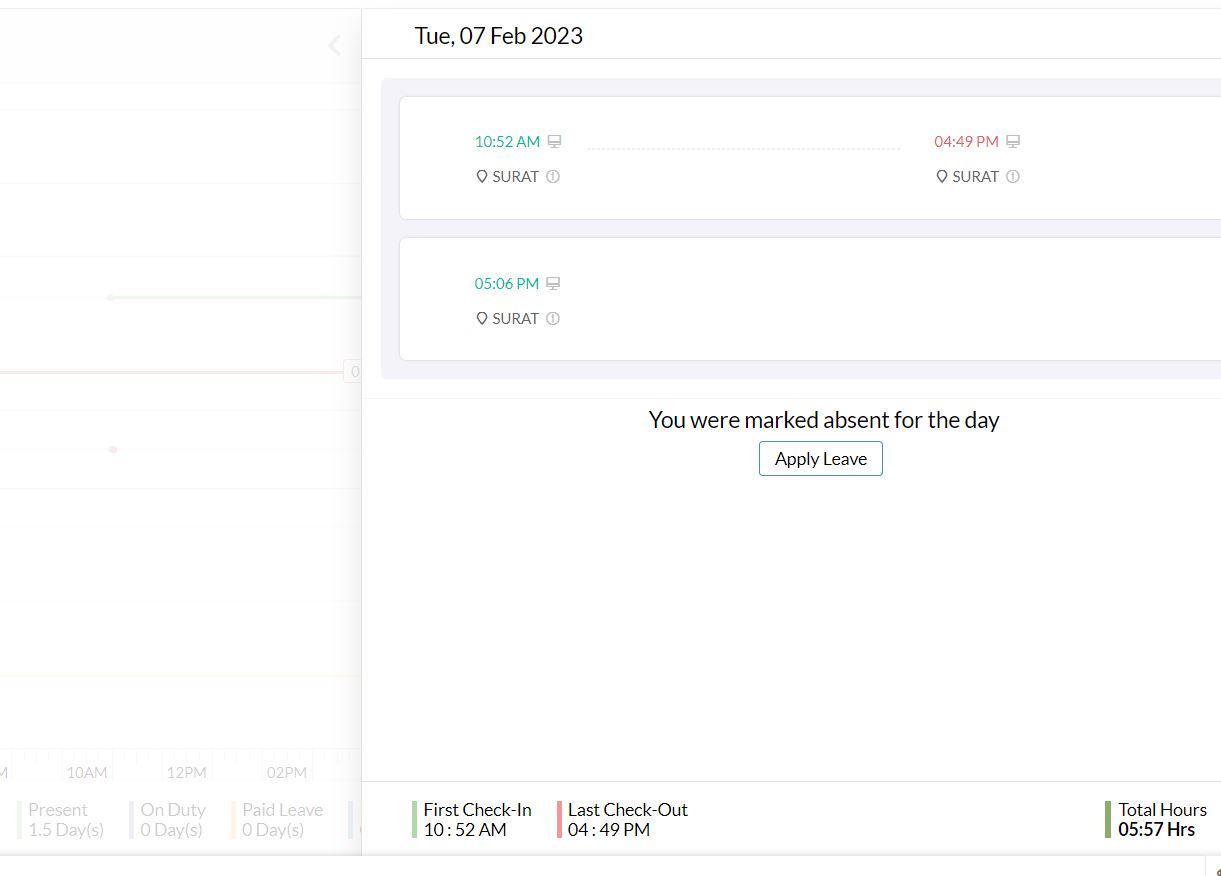 Tue, 07 Feb 2023
10:52 AM 04:49 PM
SURAT SURAT
05:06 PM
SURAT
You were marked absent for the day
Apply Leave
10AM 12PM 02PM
Present On Duty Paid Leave
1.5 Day(s) 0 Day(s) 0 Day(s)
First Check-In Last Check-Out Total Hours
10 : 52 AM 04 : 49 PM 05:57 Hrs